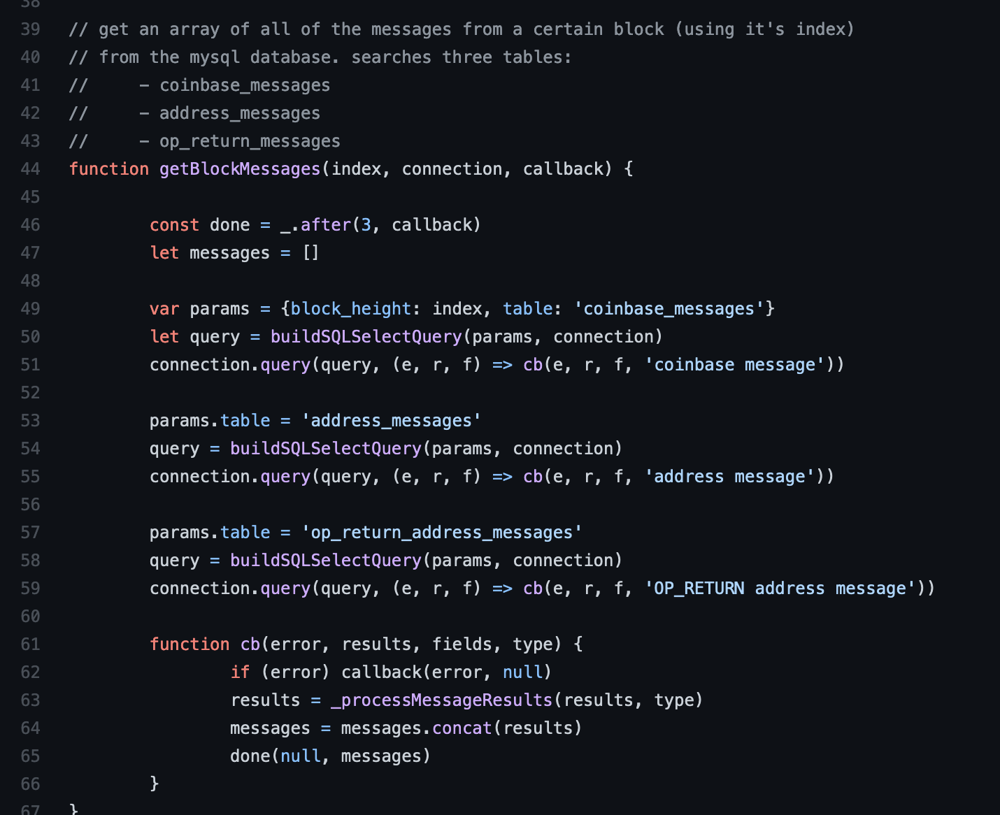 38
39 // get an array of all of the messages from a certain block (using it's index)
40 // from the mysql database. searches three tables:
41 //     – coinbase_messages
42 //     – address_messages
43 //     – op_return_messages
44 function getBlockMessages(index, connection, callback) {
45
46         const done = _.after(3, callback)
47         let messages = []
48
49         var params = {block_height: index, table: 'coinbase_messages'}
50         let query = buildSQLSelectQuery(params, connection)
51         connection.query(query, (e, r, f) => cb(e, r, f, 'coinbase message'))
52
53         params.table = 'address_messages'
54         query = buildSQLSelectQuery(params, connection)
55         connection.query(query, (e, r, f) => cb(e, r, f, 'address message'))
56
57         params.table = 'op_return_address_messages'
58         query = buildSQLSelectQuery(params, connection)
59         connection.query(query, (e, r, f) => cb(e, r, f, 'OP_RETURN address message'))
60
61         function cb(error, results, fields, type) {
62                 if (error) callback(error, null)
63                 results = _processMessageResults(results, type)
64                 messages = messages.concat(results)
65                 done(null, messages)
66         }
67 }